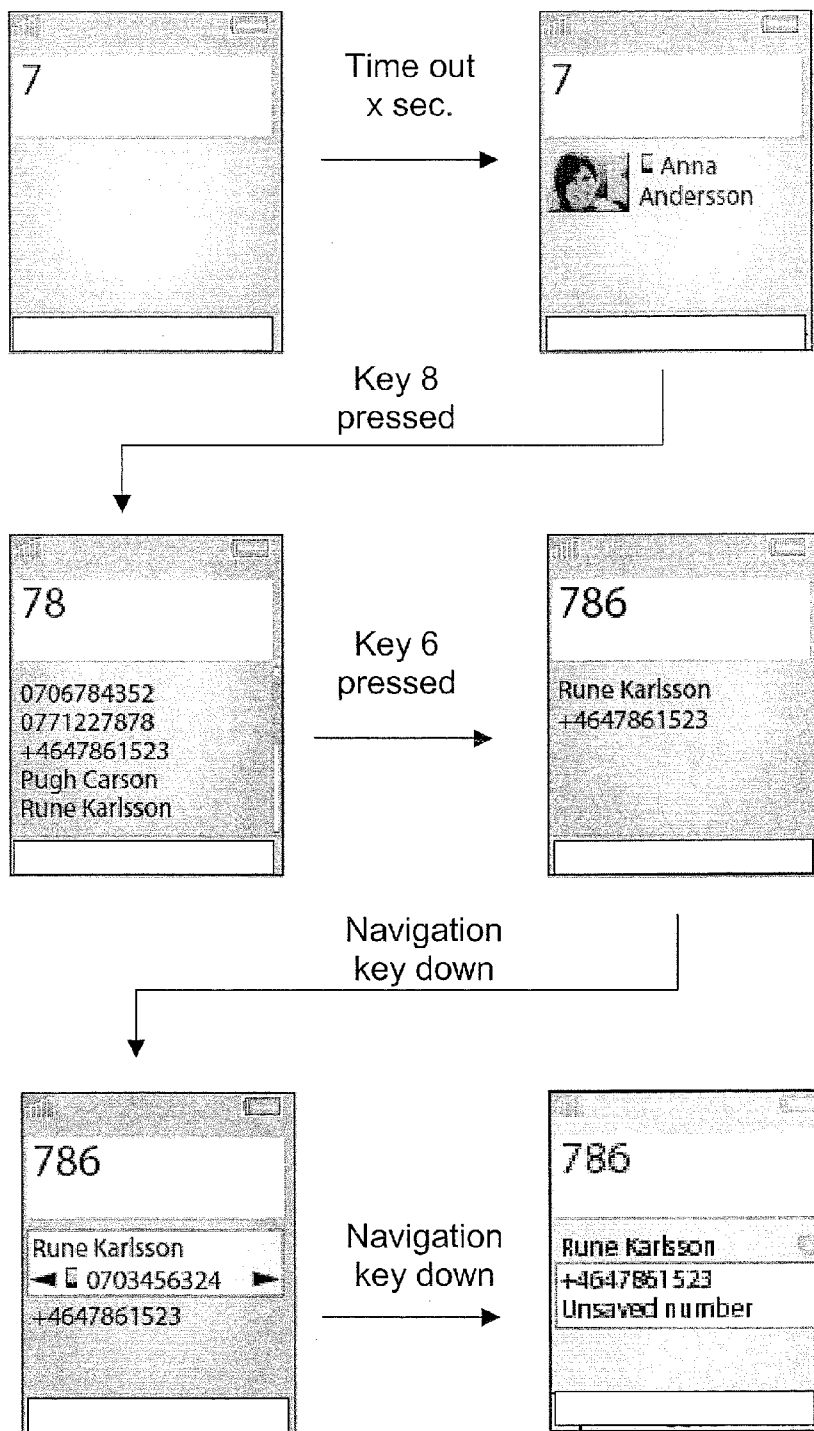 7
Time out
x sec.
7
Anna
Andersson
Key 8
pressed
78
0706784352
0771227878
+4647861523
Pugh Carson
Rune Karlsson
Key 6
pressed
786
Rune Karlsson
+4647861523
Navigation
key down
786
Rune Karlsson
0703456324
+4647861523
Navigation
key down
786
Rune Karlsson
+4647861523
Unsaved number